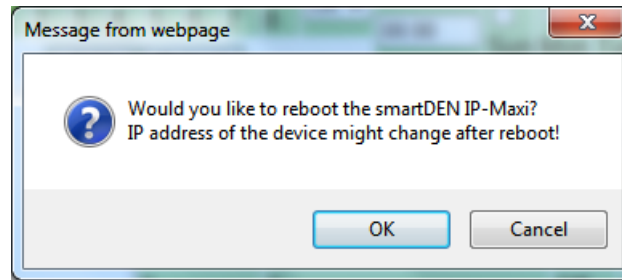 Message from webpage
Would you like to reboot the smartDEN IP-Maxi?
IP address of the device might change after reboot!
OK
Cancel